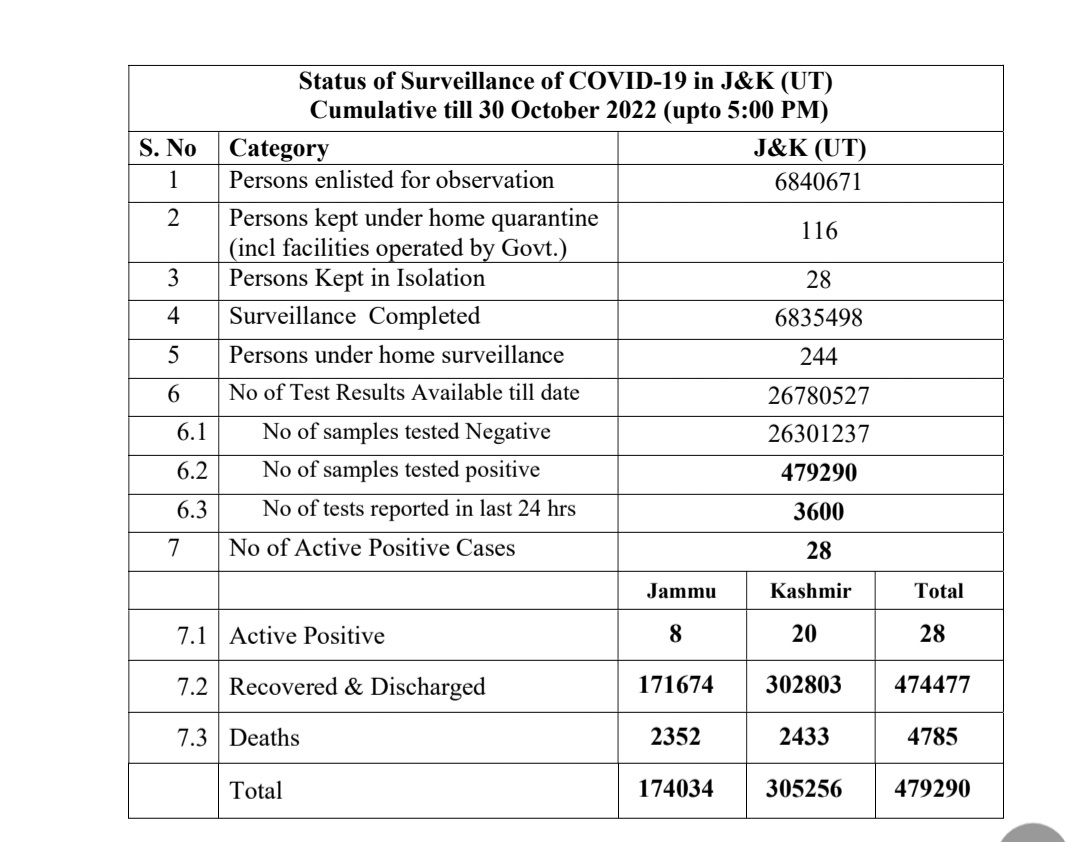 Status of Surveillance of COVID-19 in J&K (UT)
Cumulative till 30 October 2022 (upto 5:00 PM)
S. No Category J&K (UT)
1 Persons enlisted for observation 6840671
2 Persons kept under home quarantine
(incl facilities operated by Govt.) 116
3 Persons Kept in Isolation 28
4 Surveillance Completed 6835498
5 Persons under home surveillance 244
6 No of Test Results Available till date 26780527
6.1 No of samples tested Negative 26301237
6.2 No of samples tested positive 479290
6.3 No of tests reported in last 24 hrs 3600
7 No of Active Positive Cases 28
Jammu Kashmir Total
7.1 Active Positive 8 20 28
7.2 Recovered & Discharged 171674 302803 474477
7.3 Deaths 2352 2433 4785
Total 174034 305256 479290